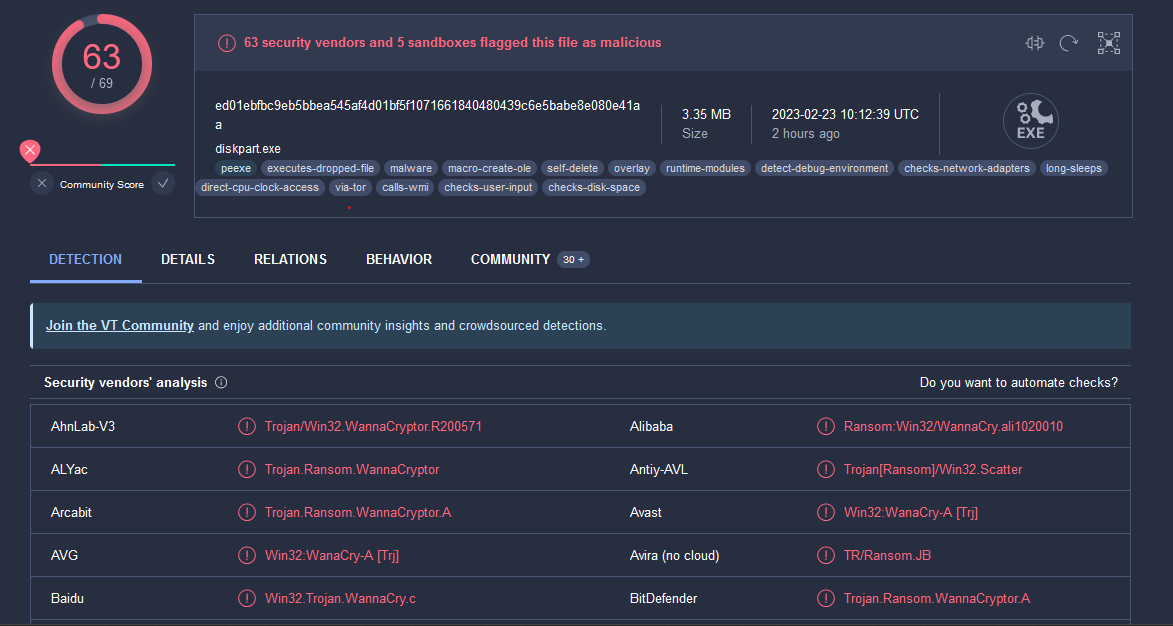 63
/ 69
Community Score
63 security vendors and 5 sandboxes flagged this file as malicious
ed01ebfbc9eb5bbea545af4d01bf5f1071661840480439c6e5babe8e080e41a
a
diskpart.exe
3.35 MB
Size
2023-02-23 10:12:39 UTC
2 hours ago
EXE
peexe executes-dropped-file malware macro-create-ole self-delete overlay runtime-modules detect-debug-environment checks-network-adapters long-sleeps
direct-cpu-clock-access via-tor calls-wmi checks-user-input checks-disk-space
DETECTION DETAILS RELATIONS BEHAVIOR COMMUNITY 30 +
Join the VT Community and enjoy additional community insights and crowdsourced detections.
Security vendors' analysis Do you want to automate checks?
AhnLab-V3 Trojan/Win32.WannaCryptor.R200571 Alibaba Ransom:Win32/WannaCry.ali1020010
ALYac Trojan.Ransom.WannaCryptor Antiy-AVL Trojan[Ransom]/Win32.Scatter
Arcabit Trojan.Ransom.WannaCryptor.A Avast Win32:WanaCry-A [Trj]
AVG Win32:WanaCry-A [Trj] Avira (no cloud) TR/Ransom.JB
Baidu Win32.Trojan.WannaCry.c BitDefender Trojan.Ransom.WannaCryptor.A